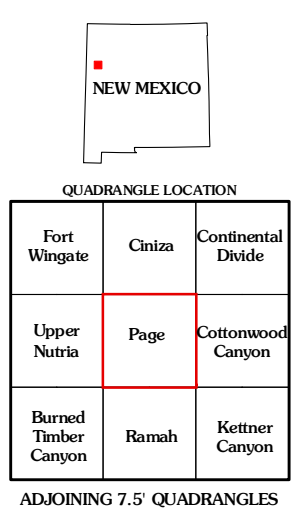 NEW MEXICO
QUADRANGLE LOCATION
Fort
Wingate
Ciniza
Continental
Divide
Upper
Nutria
Page
Cottonwood
Canyon
Burned
Timber
Canyon
Ramah
Kettner
Canyon
ADJOINING 7.5' QUADRANGLES